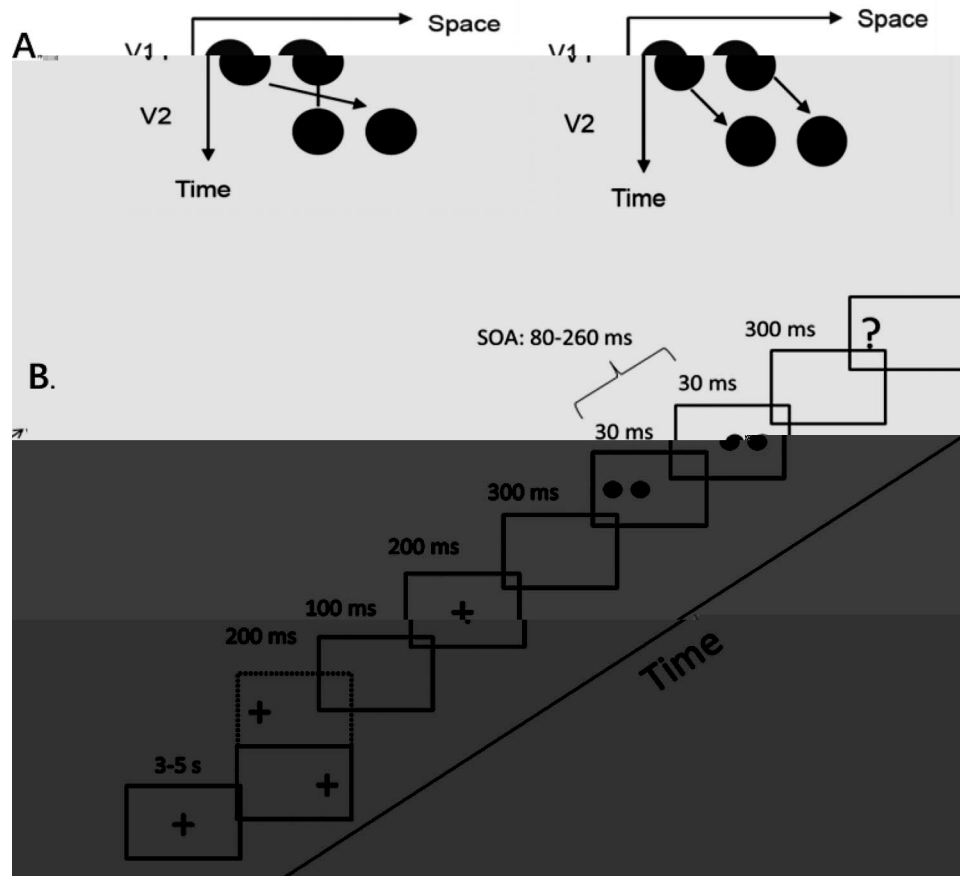 Space
Space
A.
V1
V1
V2
V2
Time
Time
300 ms
SOA: 80-260 ms
?
B.
30 ms
30 ms
300 ms
200 ms
100 ms
200 ms
Time
3-5 s